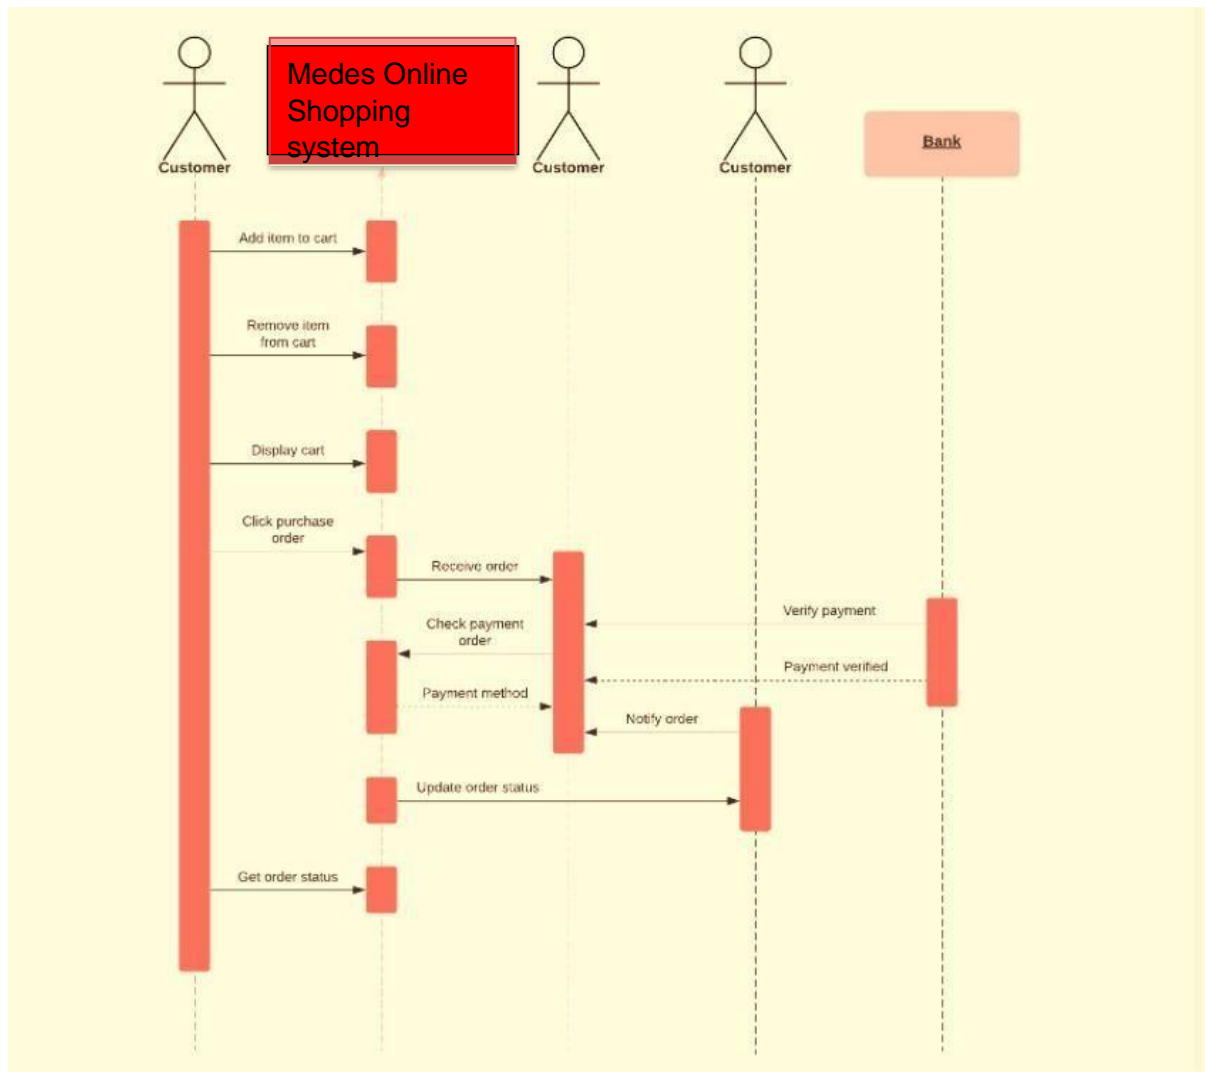 Medes Online
Shopping
system
Customer
Customer
Customer
Bank
Add item to cart
Remove item
from cart
Display cart
Click purchase
order
Receive order
Verify payment
Check payment
order
Payment verified
Payment method
Notify order
Update order status
Get order status